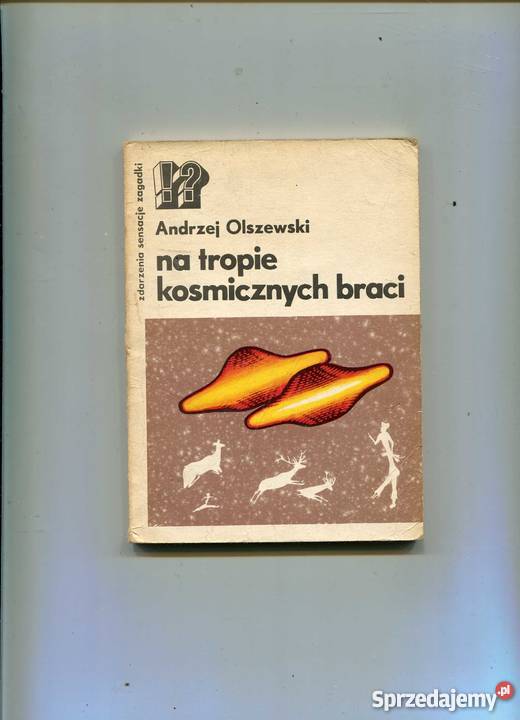 !?
zdarzenia sensacje zagadki
Andrzej Olszewski
na tropie
kosmicznych braci
Sprzedajemy.pl